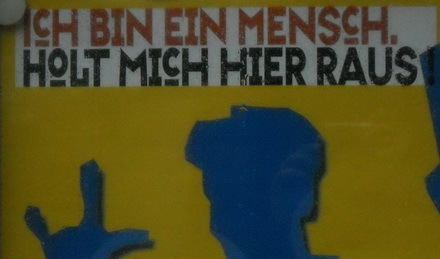 ICH BIN EIN MENSCH.
HOLT MICH HIER RAUS!